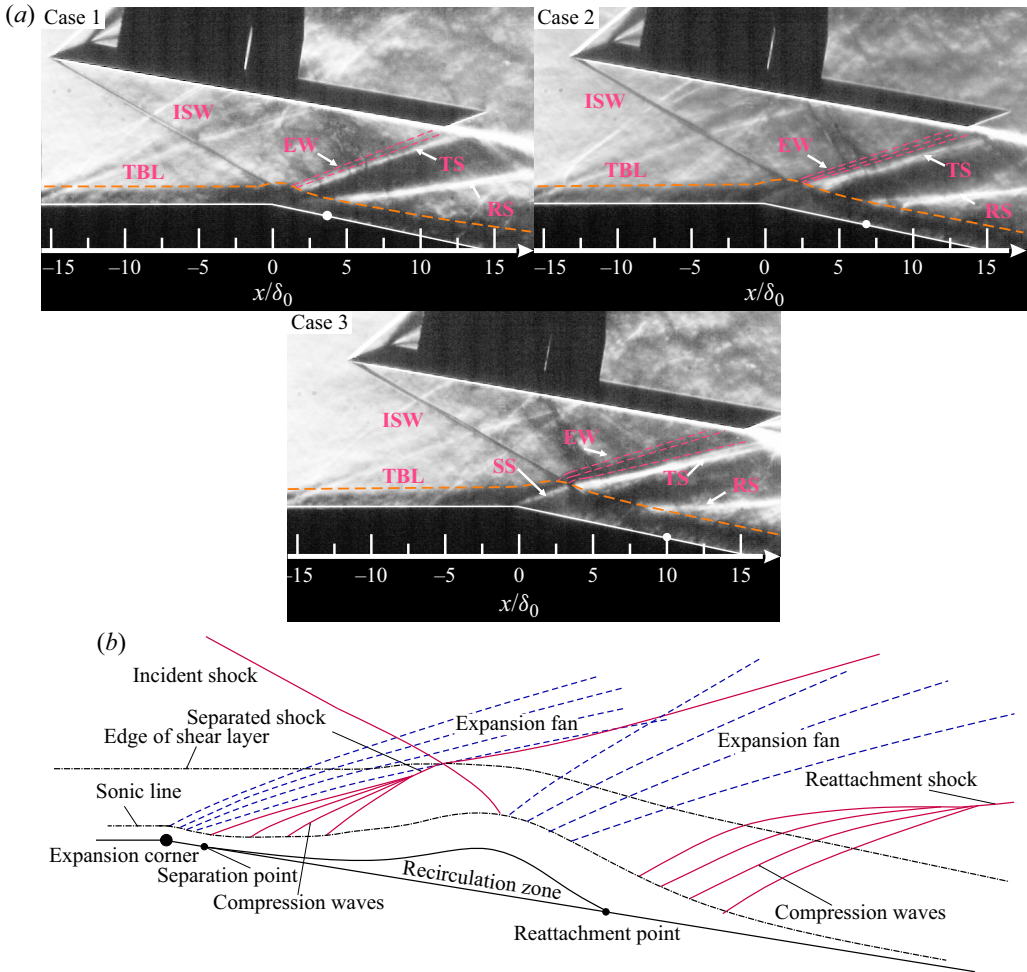 (a)
Case 1
ISW
EW
TBL
TS
RS
−15 −10 −5 0 5 10 15
x/δ0
Case 2
ISW
EW
TBL
TS
RS
−15 −10 −5 0 5 10 15
x/δ0
Case 3
ISW
EW
SS
TBL
TS
RS
−15 −10 −5 0 5 10 15
x/δ0
(b)
Incident shock
Separated shock
Edge of shear layer
Expansion fan
Expansion fan
Reattachment shock
Sonic line
Expansion corner
Separation point
Recirculation zone
Compression waves
Compression waves
Reattachment point